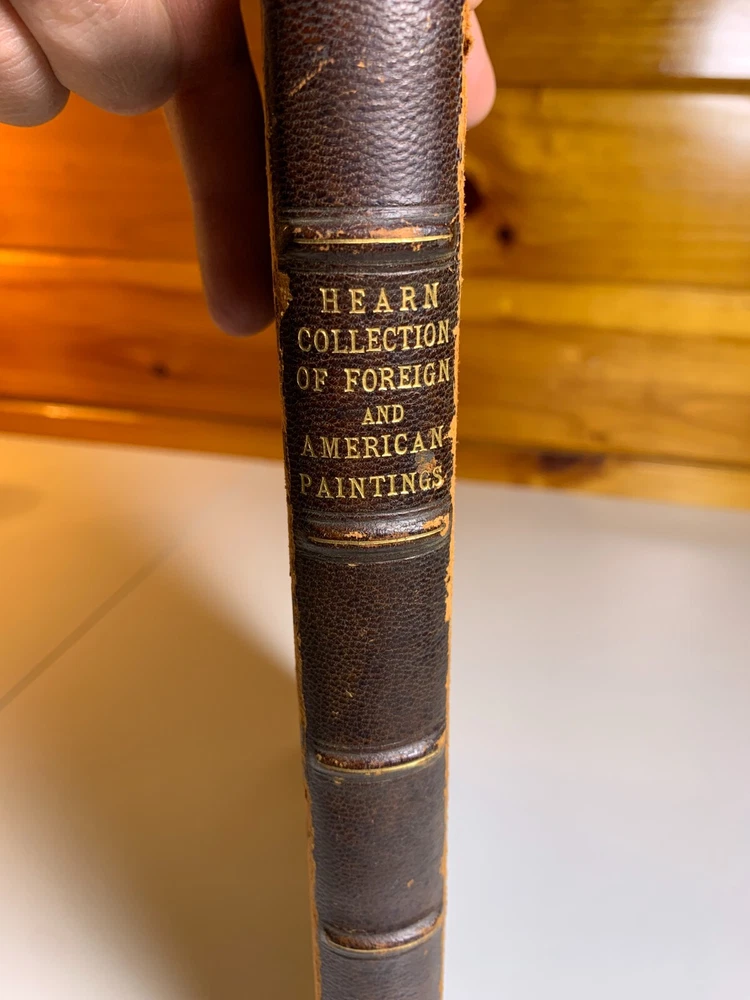 HEARN
COLLECTION
OF FOREIGN
AND
AMERICAN
PAINTINGS